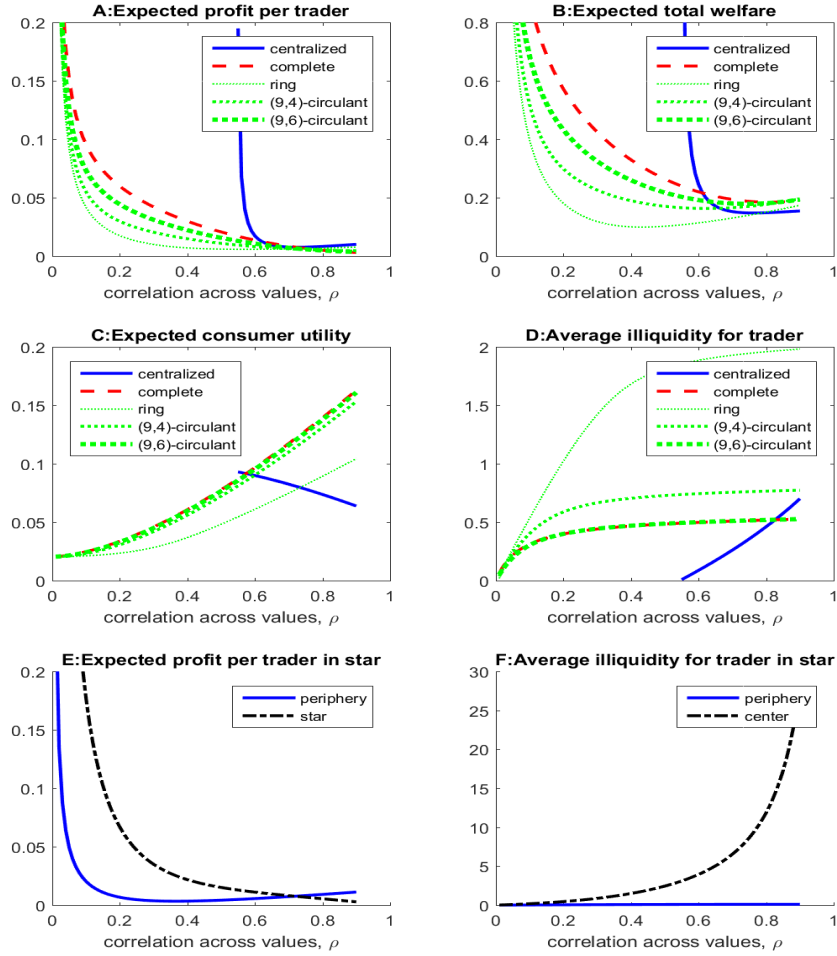 A:Expected profit per trader
0.2
0.15
0.1
0.05
0
0
0.2
0.4
0.6
0.8
1
centralized
complete
ring
(9,4)-circulant
(9,6)-circulant
correlation across values, ρ
B:Expected total welfare
0.8
0.6
0.4
0.2
0
0
0.2
0.4
0.6
0.8
1
centralized
complete
ring
(9,4)-circulant
(9,6)-circulant
correlation across values, ρ
C:Expected consumer utility
0.2
0.15
0.1
0.05
0
0
0.2
0.4
0.6
0.8
1
centralized
complete
ring
(9,4)-circulant
(9,6)-circulant
correlation across values, ρ
D:Average illiquidity for trader
2
1.5
1
0.5
0
0
0.2
0.4
0.6
0.8
1
centralized
complete
ring
(9,4)-circulant
(9,6)-circulant
correlation across values, ρ
E:Expected profit per trader in star
0.2
0.15
0.1
0.05
0
0
0.2
0.4
0.6
0.8
1
periphery
star
correlation across values, ρ
F:Average illiquidity for trader in star
30
25
20
15
10
5
0
0
0.2
0.4
0.6
0.8
1
periphery
center
correlation across values, ρ